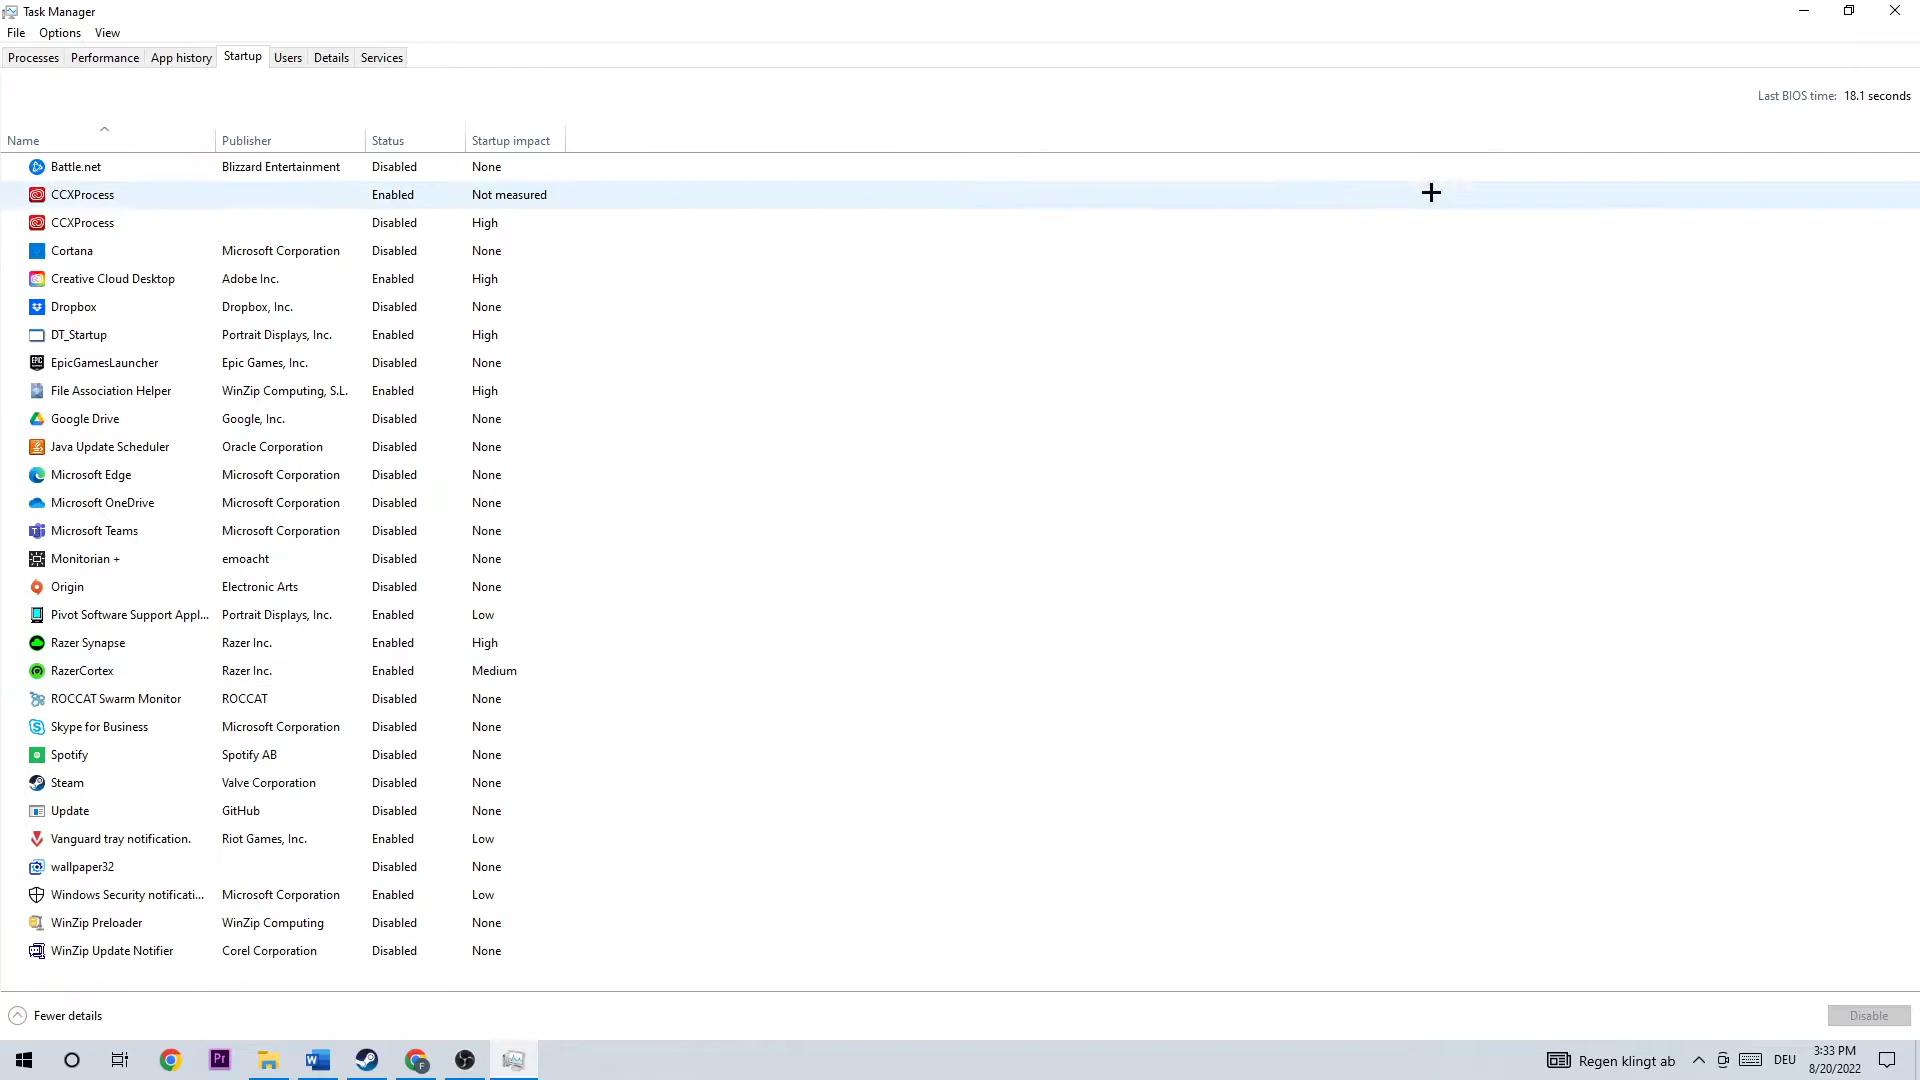 Task Manager
File Options View
Processes Performance App history Startup Users Details Services
Last BIOS time: 18.1 seconds
Name Publisher Status Startup impact
Battle.net Blizzard Entertainment Disabled None
CCXProcess Enabled Not measured
CCXProcess Disabled High
Cortana Microsoft Corporation Disabled None
Creative Cloud Desktop Adobe Inc. Enabled High
Dropbox Dropbox, Inc. Disabled None
DT_Startup Portrait Displays, Inc. Enabled High
EpicGamesLauncher Epic Games, Inc. Disabled None
File Association Helper WinZip Computing, S.L. Enabled High
Google Drive Google, Inc. Disabled None
Java Update Scheduler Oracle Corporation Disabled None
Microsoft Edge Microsoft Corporation Disabled None
Microsoft OneDrive Microsoft Corporation Disabled None
Microsoft Teams Microsoft Corporation Disabled None
Monitorian + emoacht Disabled None
Origin Electronic Arts Disabled None
Pivot Software Support Appl... Portrait Displays, Inc. Enabled Low
Razer Synapse Razer Inc. Enabled High
RazerCortex Razer Inc. Enabled Medium
ROCCAT Swarm Monitor ROCCAT Disabled None
Skype for Business Microsoft Corporation Disabled None
Spotify Spotify AB Disabled None
Steam Valve Corporation Disabled None
Update GitHub Disabled None
Vanguard tray notification. Riot Games, Inc. Enabled Low
wallpaper32 Disabled None
Windows Security notificati... Microsoft Corporation Enabled Low
WinZip Preloader WinZip Computing Disabled None
WinZip Update Notifier Corel Corporation Disabled None
Fewer details Disable
Pr Regen klingt ab DEU 3:33 PM
8/20/2022